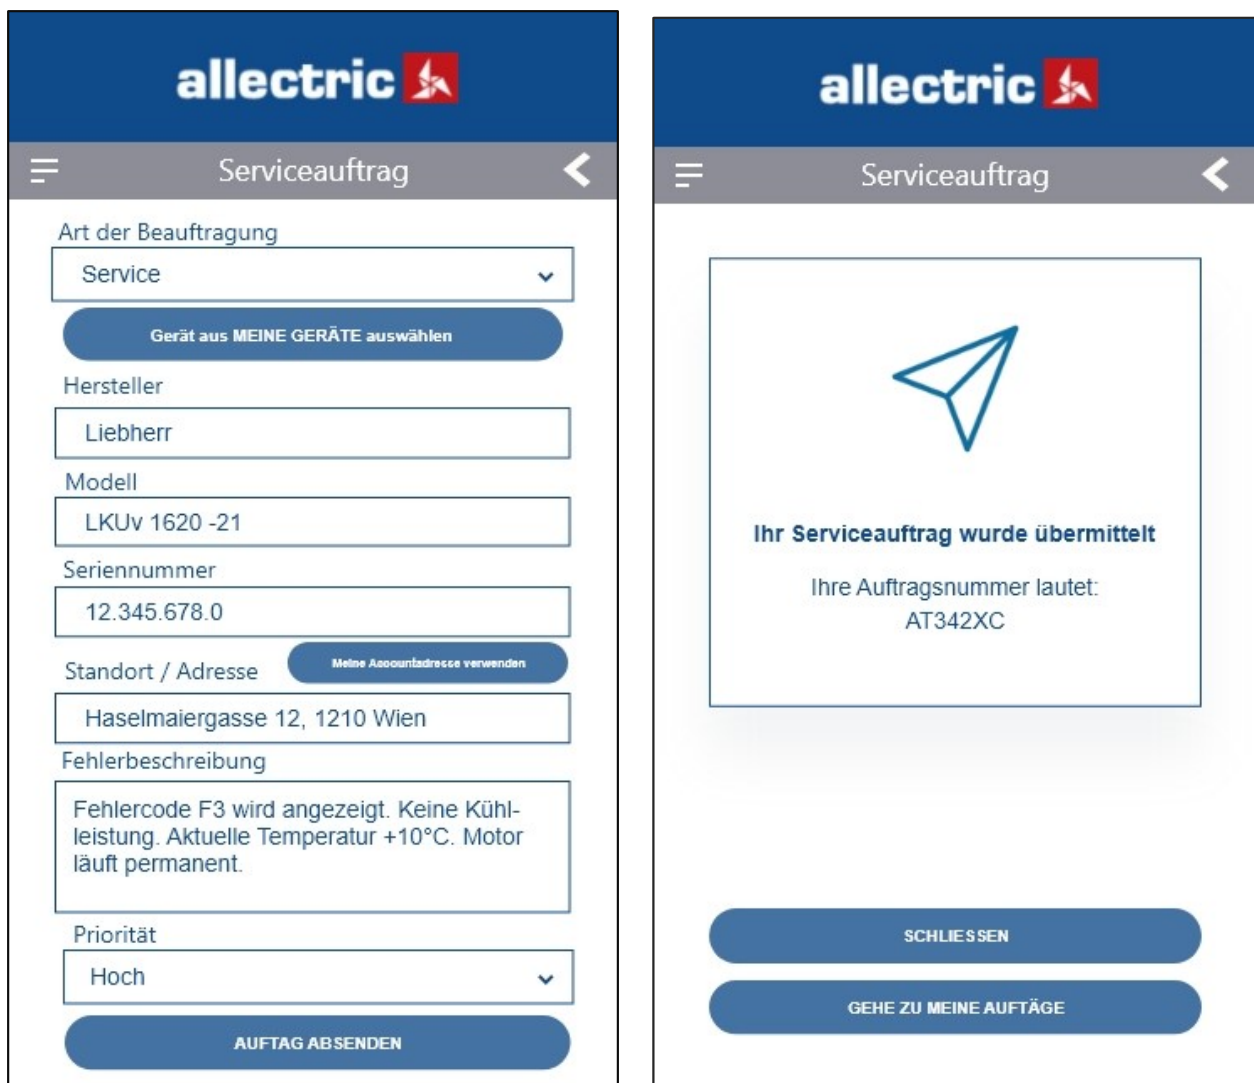 allectric
Serviceauftrag
Art der Beauftragung
Service
Gerät aus MEINE GERÄTE auswählen
Hersteller
Liebherr
Modell
LKUv 1620 -21
Seriennummer
12.345.678.0
Standort / Adresse
Meine Accountadresse verwenden
Haselmaiergasse 12, 1210 Wien
Fehlerbeschreibung
Fehlercode F3 wird angezeigt. Keine Kühl-
leistung. Aktuelle Temperatur +10°C. Motor
läuft permanent.
Priorität
Hoch
AUFTAG ABSENDEN
allectric
Serviceauftrag
Ihr Serviceauftrag wurde übermittelt
Ihre Auftragsnummer lautet:
AT342XC
SCHLIESSEN
GEHE ZU MEINE AUFTÄGE